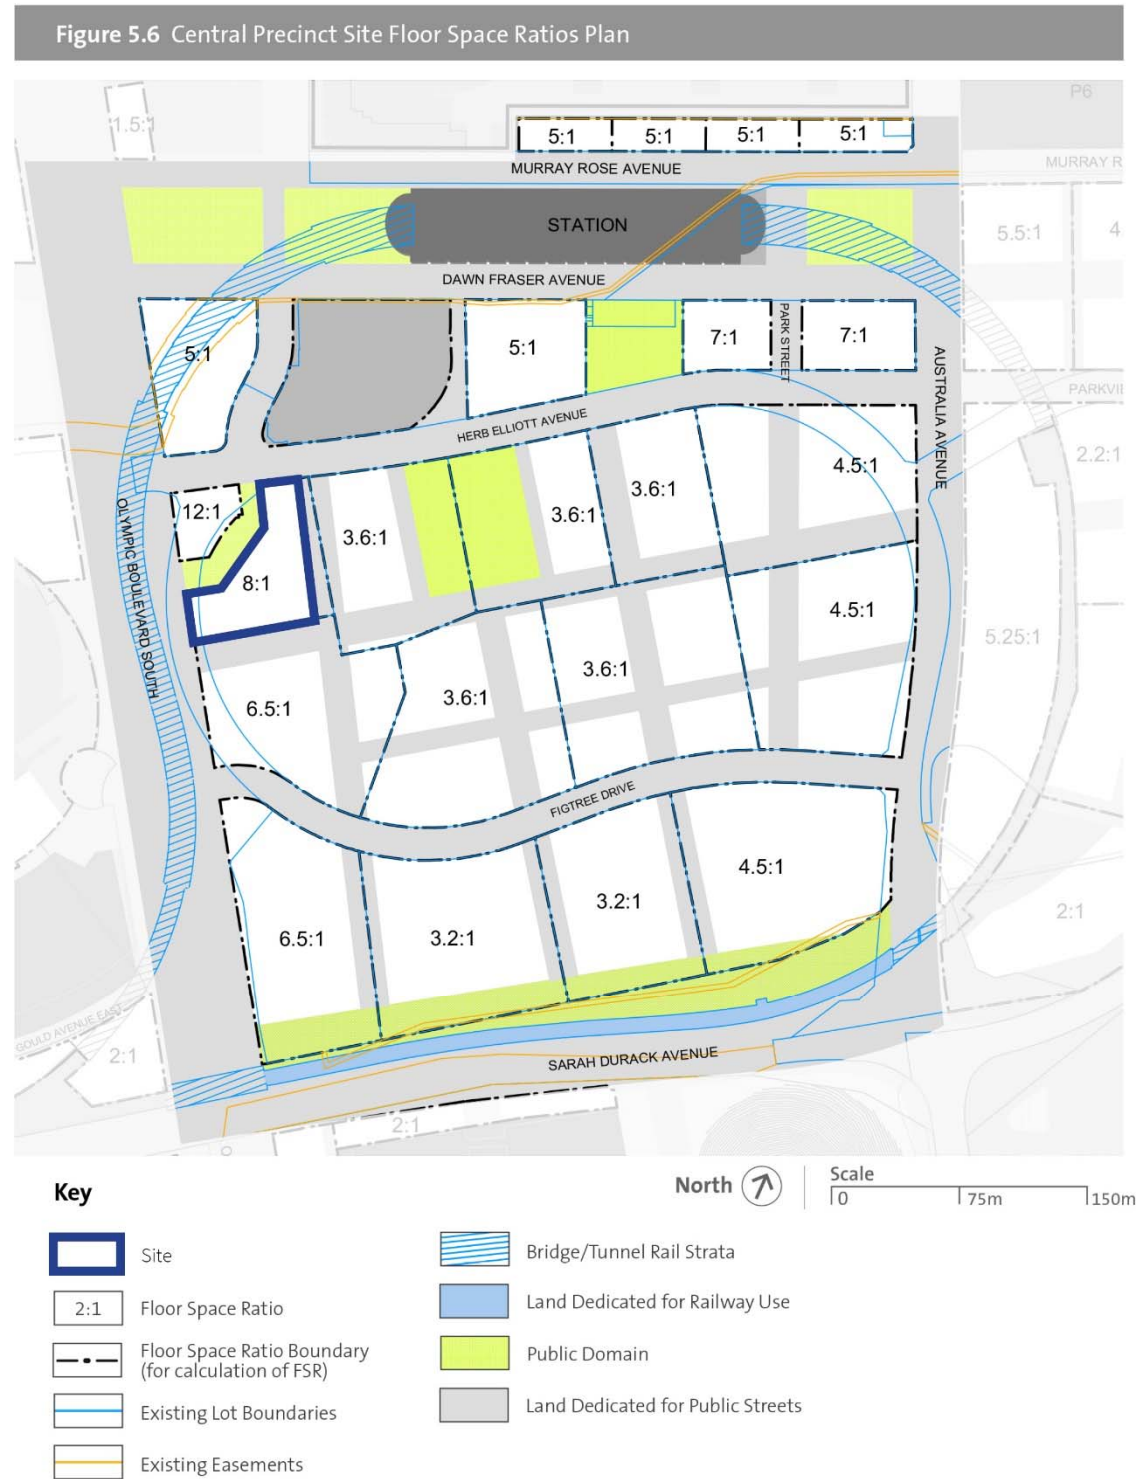 Figure 5.6 Central Precinct Site Floor Space Ratios Plan
P6
1.5:1
5:1
5:1
5:1
5:1
MURRAY ROSE AVENUE
MURRAY R
STATION
5.5:1
4
DAWN FRASER AVENUE
5:1
5:1
7:1
PARK STREET
7:1
AUSTRALIA AVENUE
PARKVIL
HERB ELLIOTT AVENUE
2.2:1
4.5:1
12:1
3.6:1
3.6:1
3.6:1
OLYMPIC BOULEVARD SOUTH
8:1
4.5:1
5.25:1
6.5:1
3.6:1
3.6:1
FIGTREE DRIVE
4.5:1
3.2:1
2:1
6.5:1
3.2:1
GOULD AVENUE EAST
2:1
SARAH DURACK AVENUE
2:1
Key
North
Scale
0 75m 150m
Site
2:1 Floor Space Ratio
Floor Space Ratio Boundary
(for calculation of FSR)
Existing Lot Boundaries
Existing Easements
Bridge/Tunnel Rail Strata
Land Dedicated for Railway Use
Public Domain
Land Dedicated for Public Streets